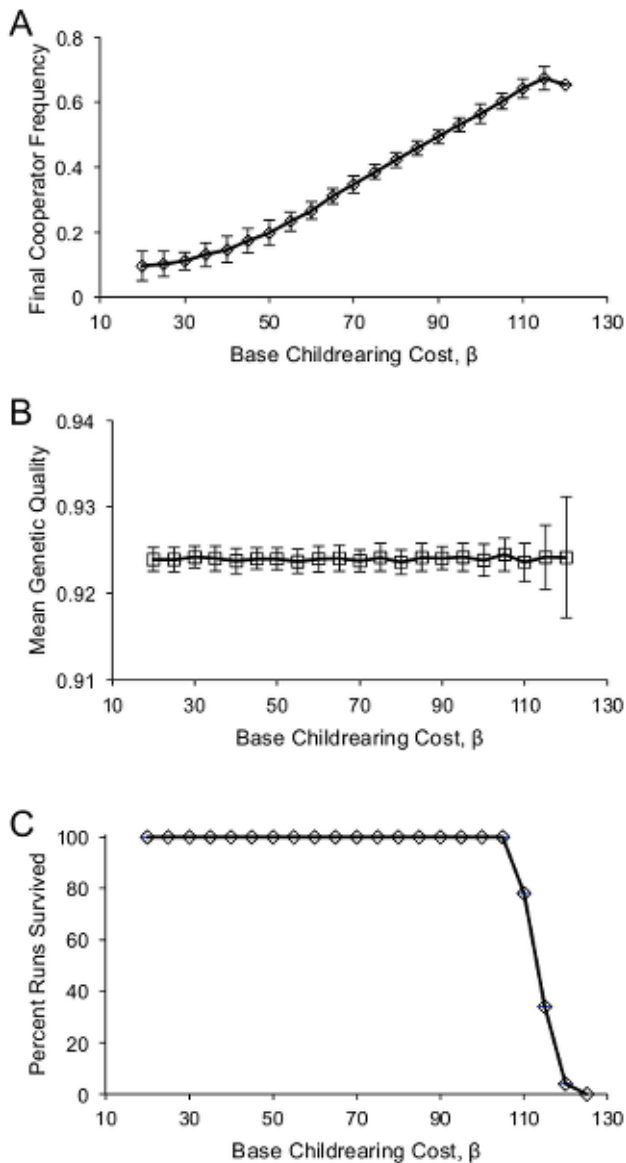 A
Final Cooperator Frequency
0.8
0.6
0.4
0.2
0
10 30 50 70 90 110 130
Base Childrearing Cost, β
B
Mean Genetic Quality
0.94
0.93
0.92
0.91
10 30 50 70 90 110 130
Base Childrearing Cost, β
C
Percent Runs Survived
100
80
60
40
20
0
10 30 50 70 90 110 130
Base Childrearing Cost, β